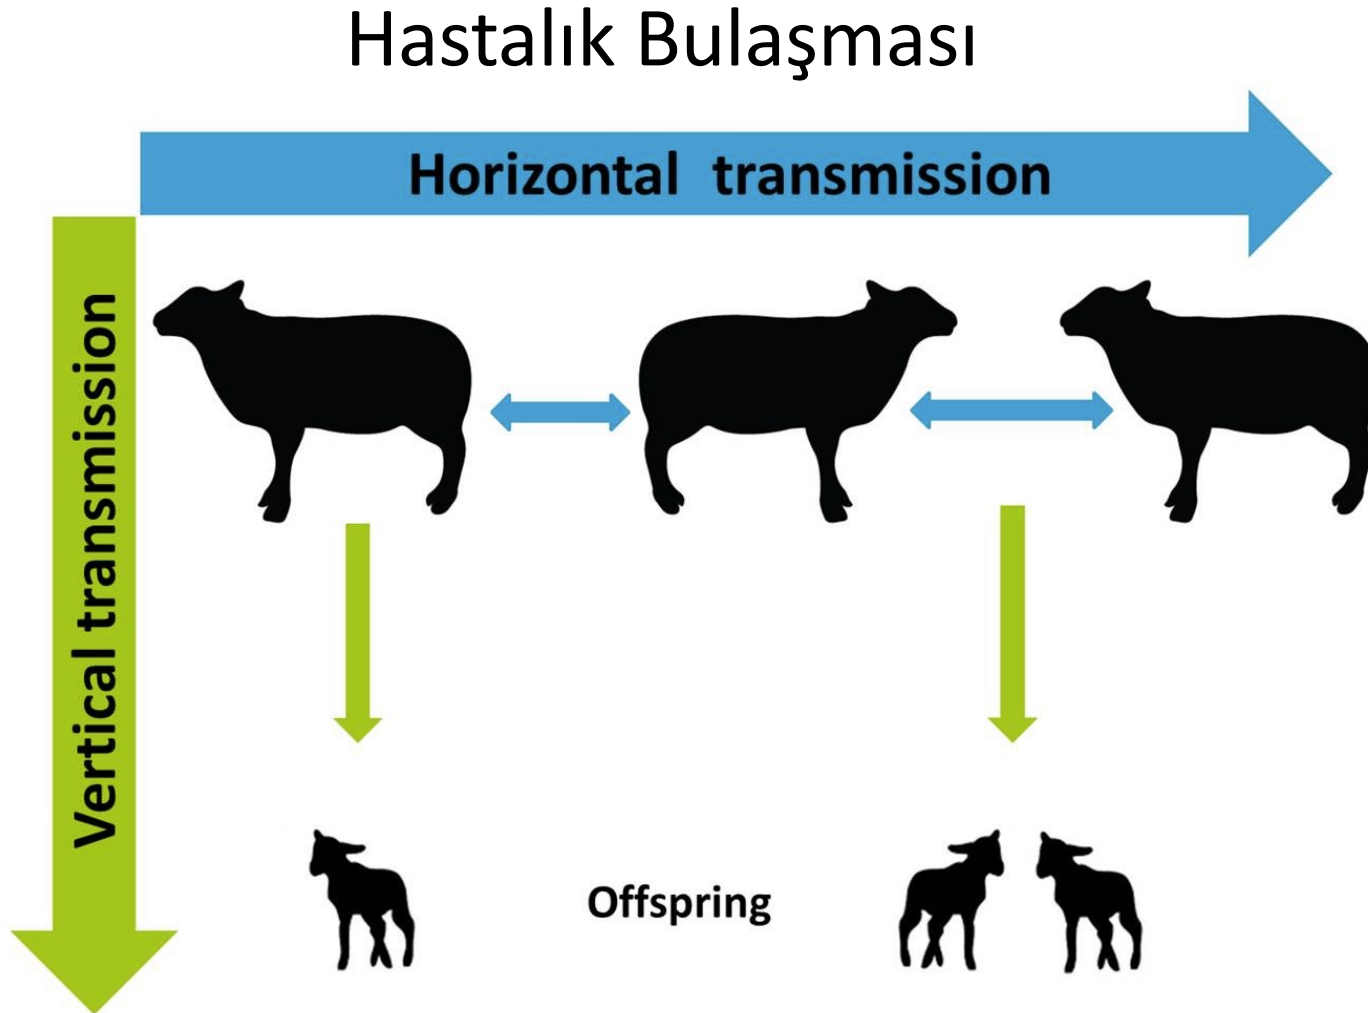 Hastalık Bulaşması
Horizontal transmission
Vertical transmission
Offspring